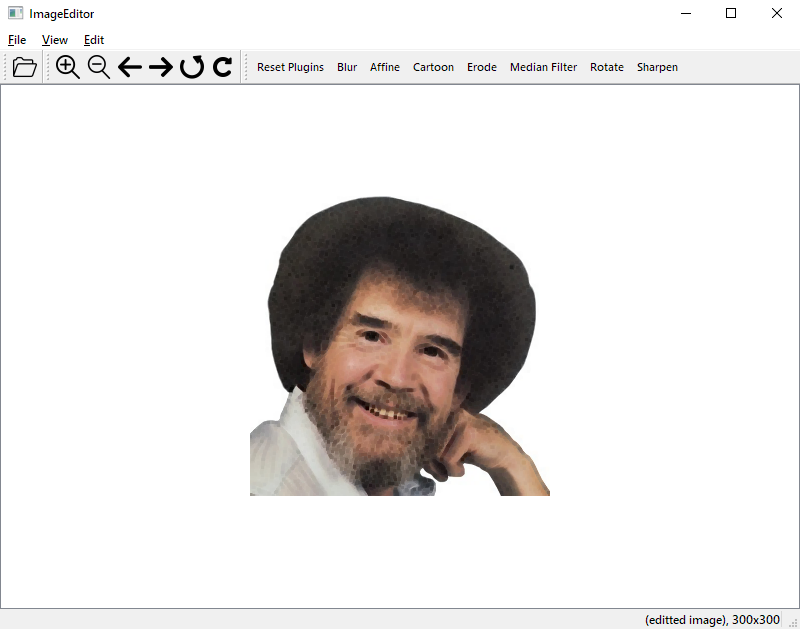 ImageEditor
File View Edit
Reset Plugins Blur Affine Cartoon Erode Median Filter Rotate Sharpen
(editted image), 300x300